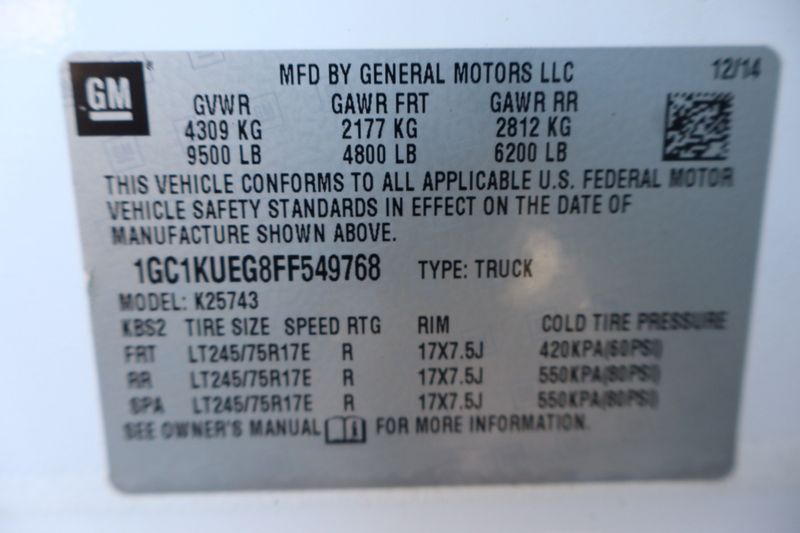 GM
MFD BY GENERAL MOTORS LLC 12/14
GVWR GAWR FRT GAWR RR
4309 KG 2177 KG 2812 KG
9500 LB 4800 LB 6200 LB
THIS VEHICLE CONFORMS TO ALL APPLICABLE U.S. FEDERAL MOTOR
VEHICLE SAFETY STANDARDS IN EFFECT ON THE DATE OF
MANUFACTURE SHOWN ABOVE.
1GC1KUEG8FF549768 TYPE: TRUCK
MODEL: K25743
KBS2 TIRE SIZE SPEED RTG RIM COLD TIRE PRESSURE
FRT LT245/75R17E R 17X7.5J 420KPA(60PSI)
RR LT245/75R17E R 17X7.5J 550KPA(80PSI)
SPA LT245/75R17E R 17X7.5J 550KPA(80PSI)
SEE OWNER'S MANUAL FOR MORE INFORMATION.